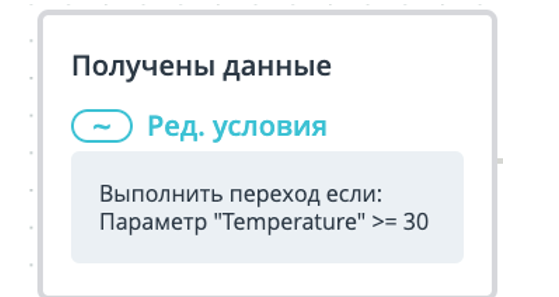 Получены данные
~ Ред. условия
Выполнить переход если:
Параметр "Temperature" >= 30